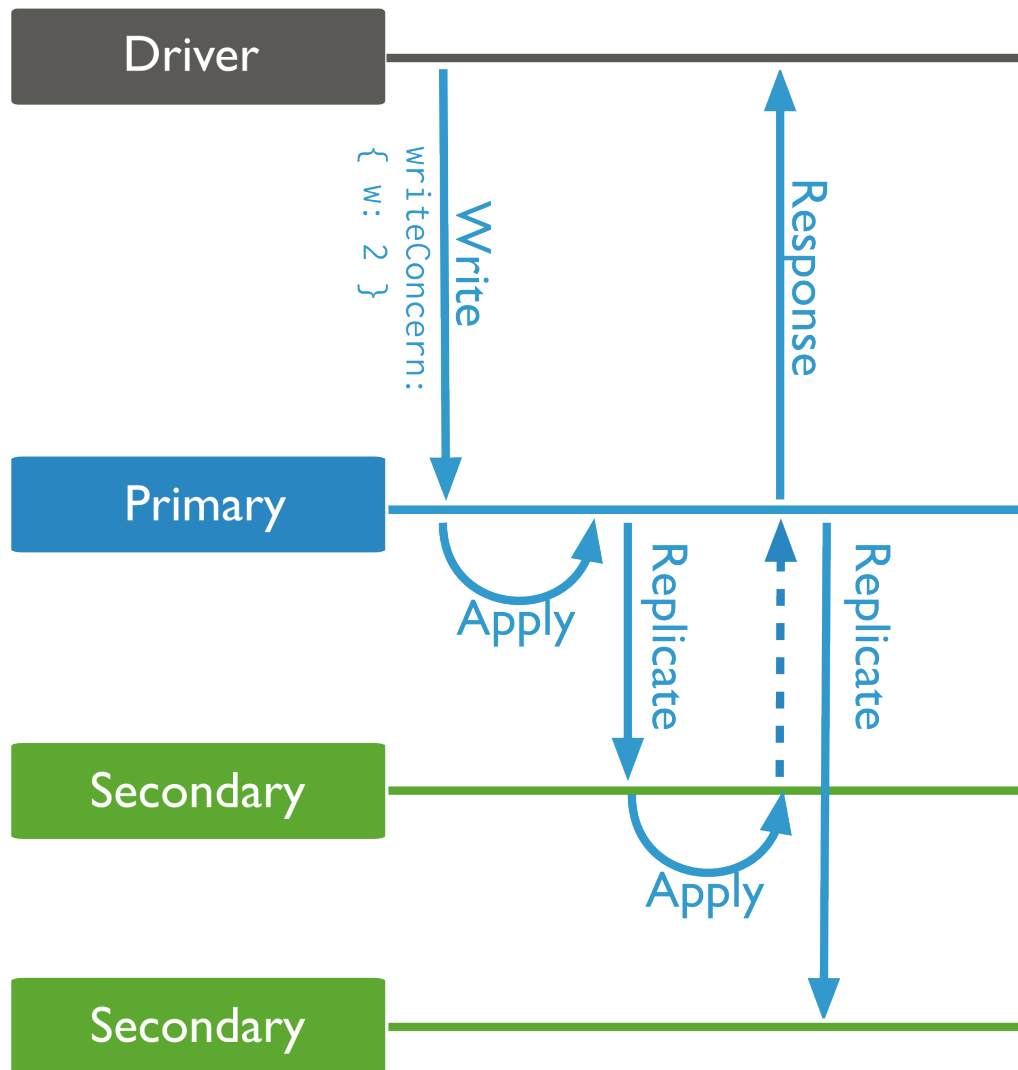 Driver
Write
writeConcern:
{ w: 2 }
Response
Primary
Apply
Replicate
Replicate
Secondary
Apply
Secondary